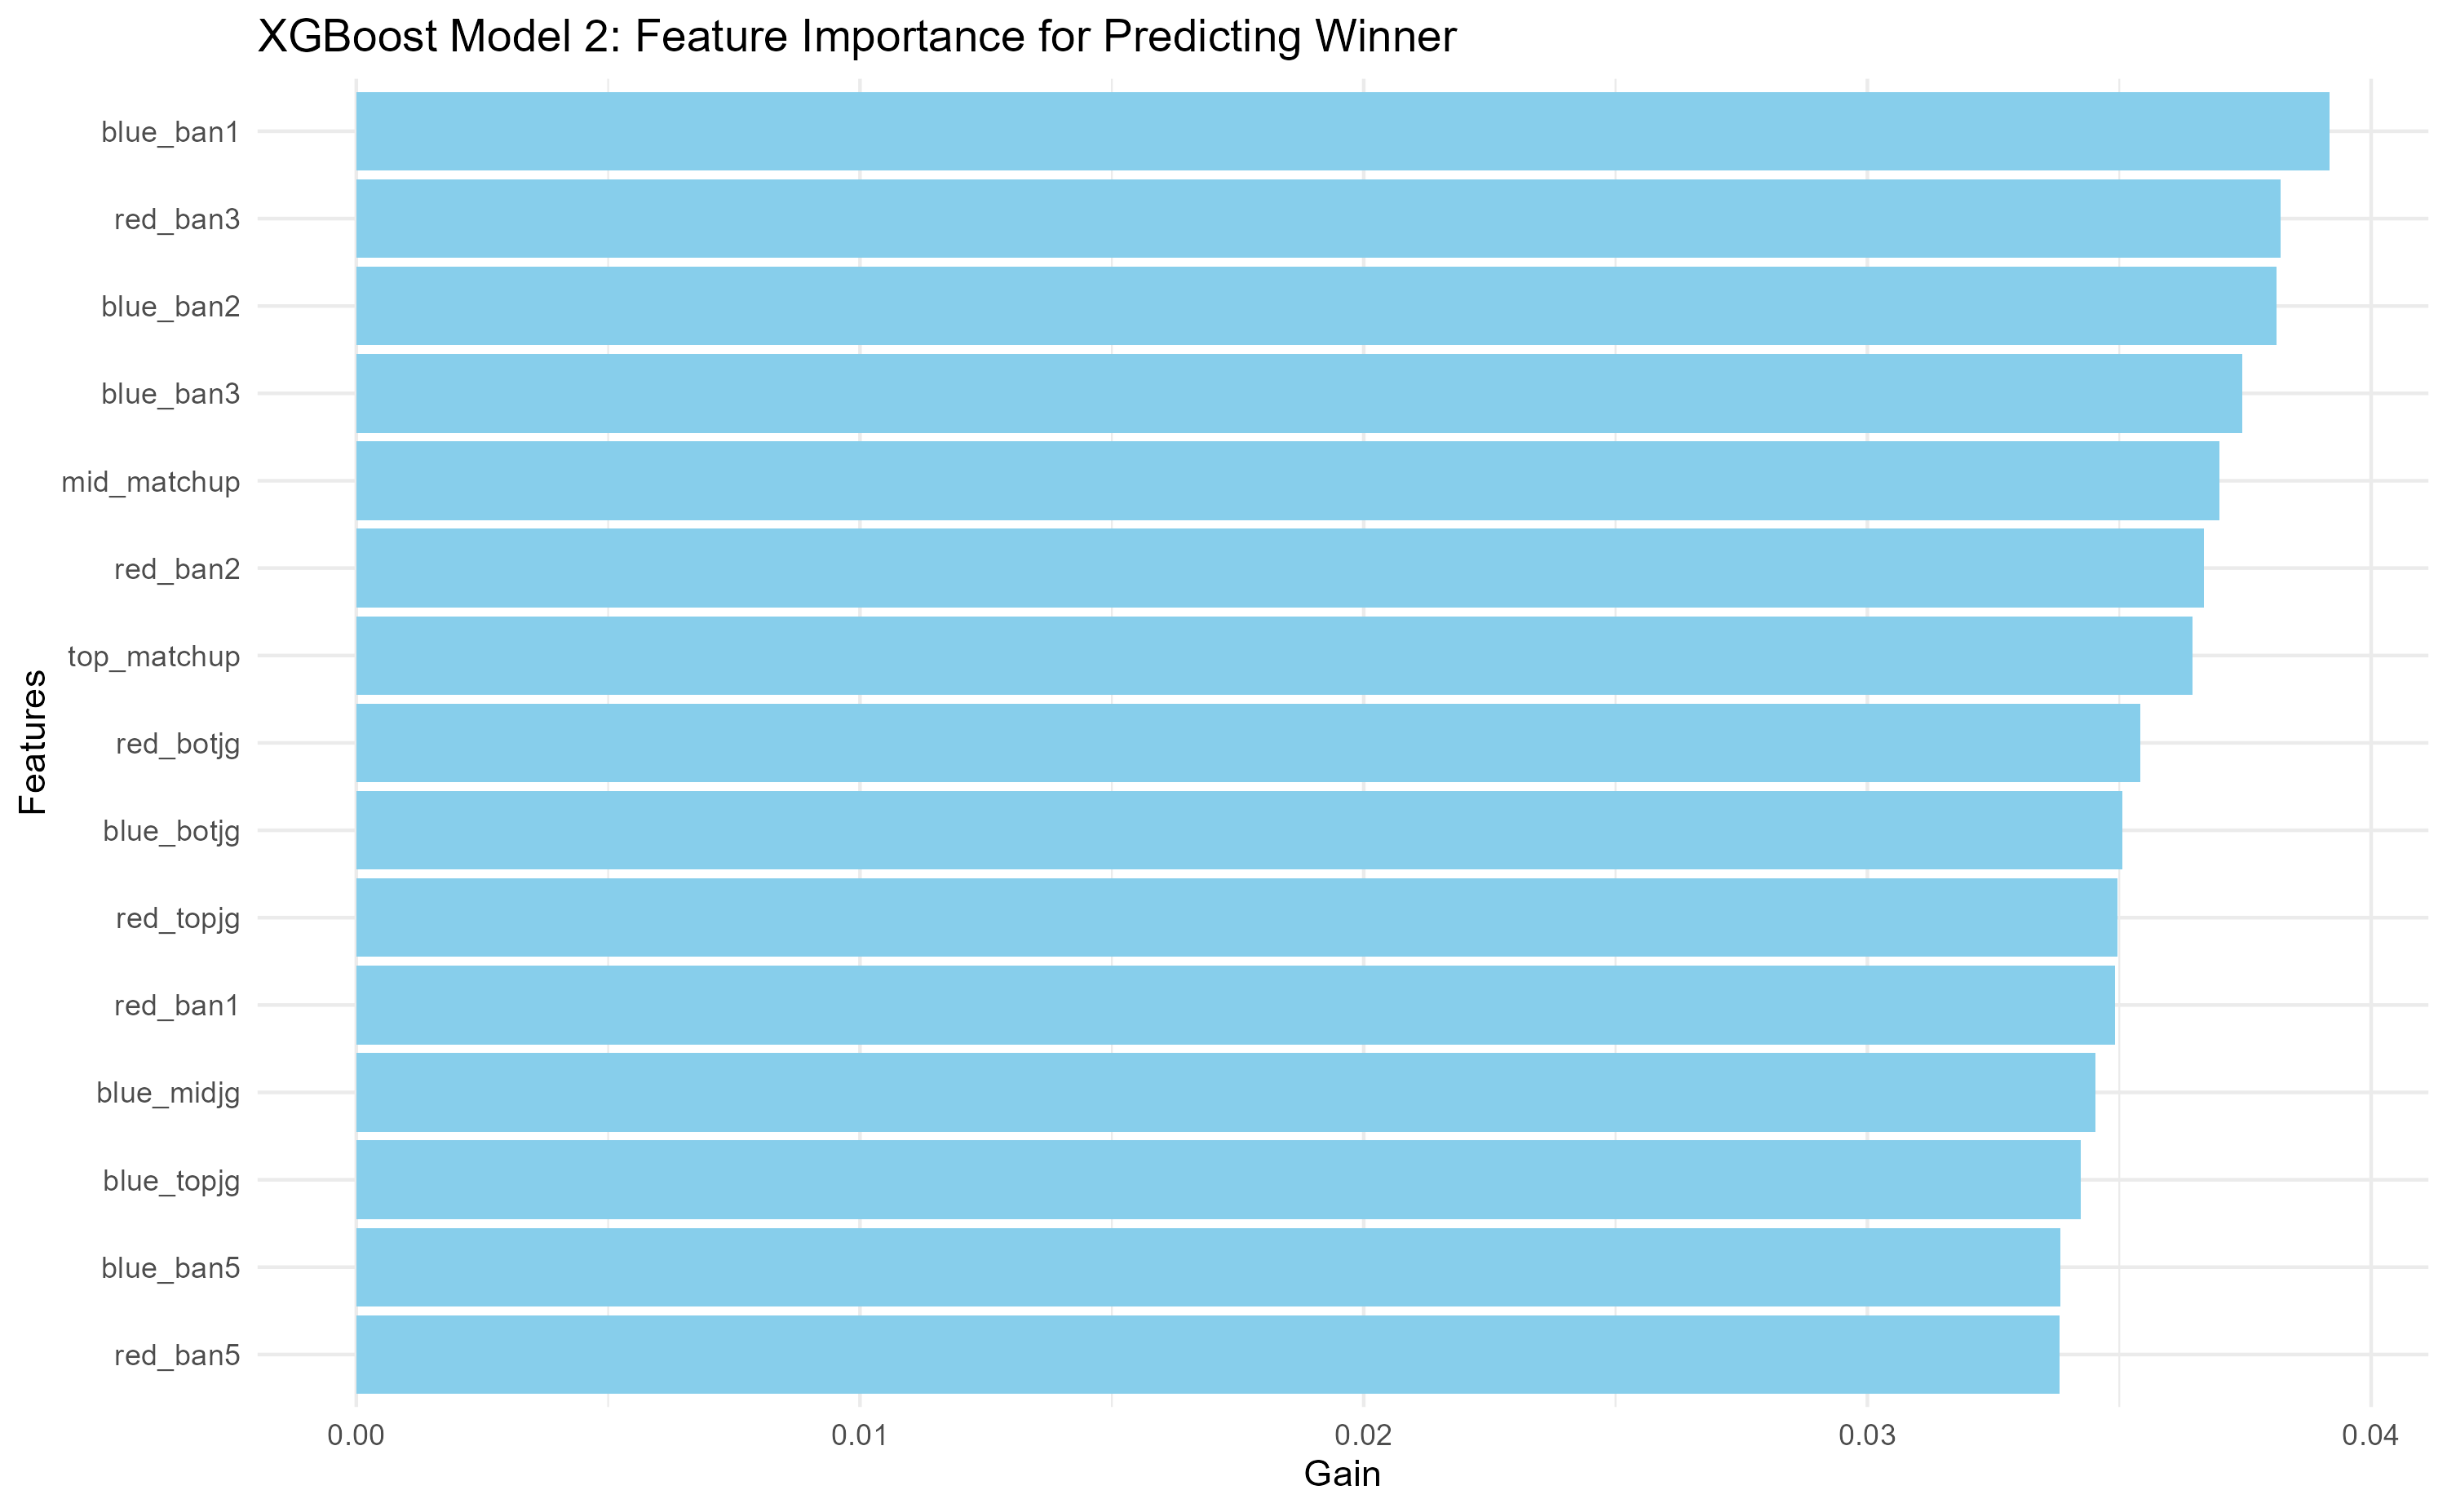 XGBoost Model 2: Feature Importance for Predicting Winner
Features
blue_ban1
red_ban3
blue_ban2
blue_ban3
mid_matchup
red_ban2
top_matchup
red_botjg
blue_botjg
red_topjg
red_ban1
blue_midjg
blue_topjg
blue_ban5
red_ban5
0.00 0.01 0.02 0.03 0.04
Gain